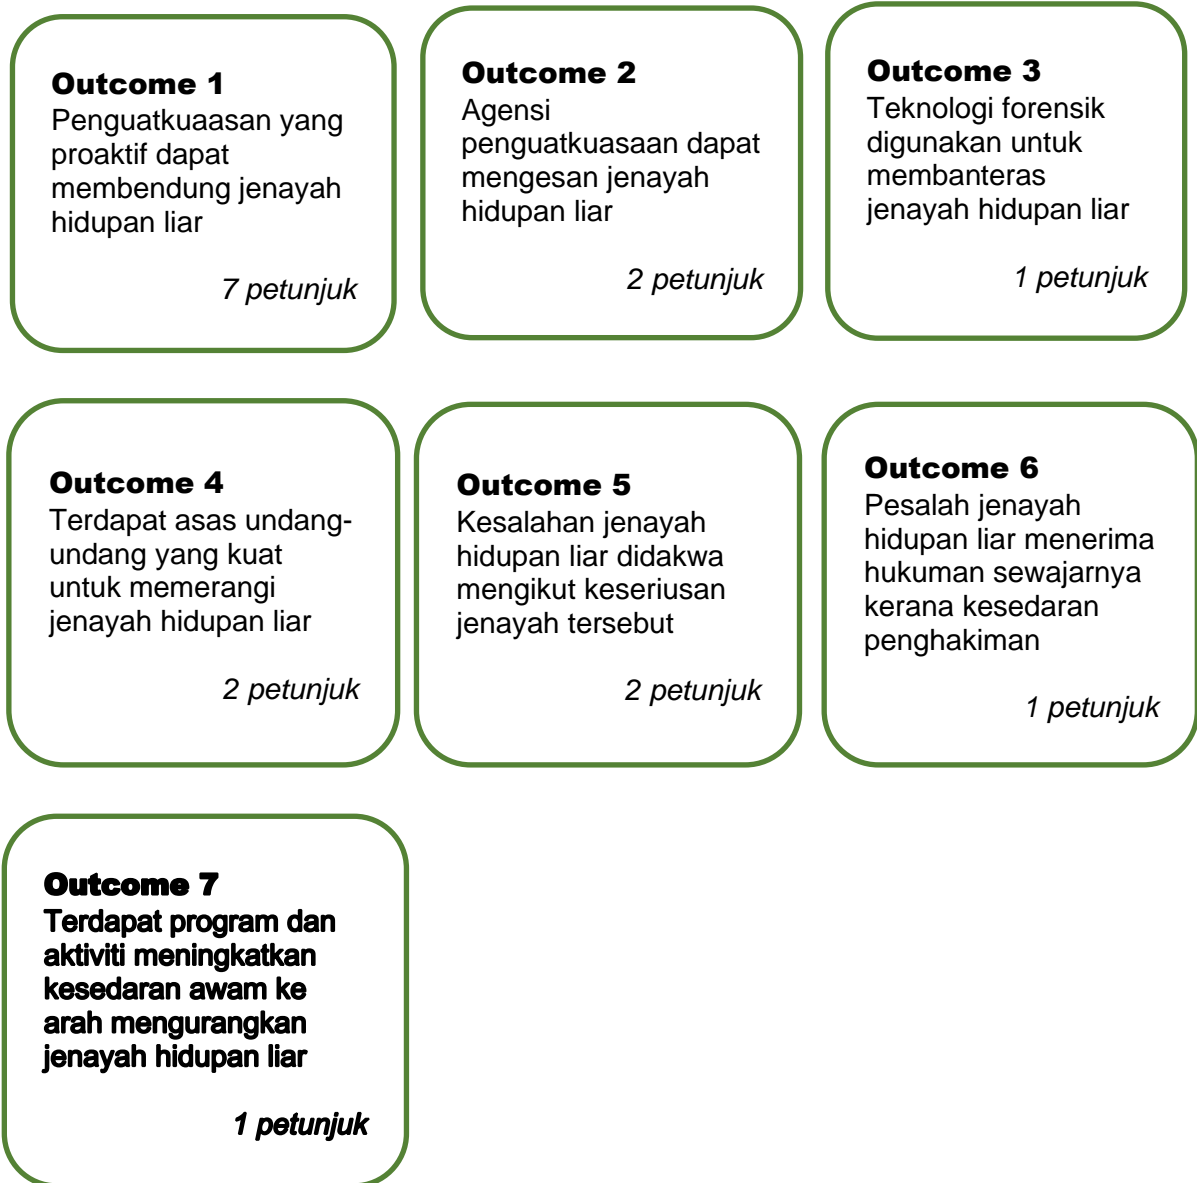 Outcome 1
Penguatkuaasan yang
proaktif dapat
membendung jenayah
hidupan liar
7 petunjuk
Outcome 2
Agensi
penguatkuasaan dapat
mengesan jenayah
hidupan liar
2 petunjuk
Outcome 3
Teknologi forensik
digunakan untuk
membanteras
jenayah hidupan liar
1 petunjuk
Outcome 4
Terdapat asas undang-
undang yang kuat
untuk memerangi
jenayah hidupan liar
2 petunjuk
Outcome 5
Kesalahan jenayah
hidupan liar didakwa
mengikut keseriusan
jenayah tersebut
2 petunjuk
Outcome 6
Pesalah jenayah
hidupan liar menerima
hukuman sewajarnya
kerana kesedaran
penghakiman
1 petunjuk
Outcome 7
Terdapat program dan
aktiviti meningkatkan
kesedaran awam ke
arah mengurangkan
jenayah hidupan liar
1 petunjuk